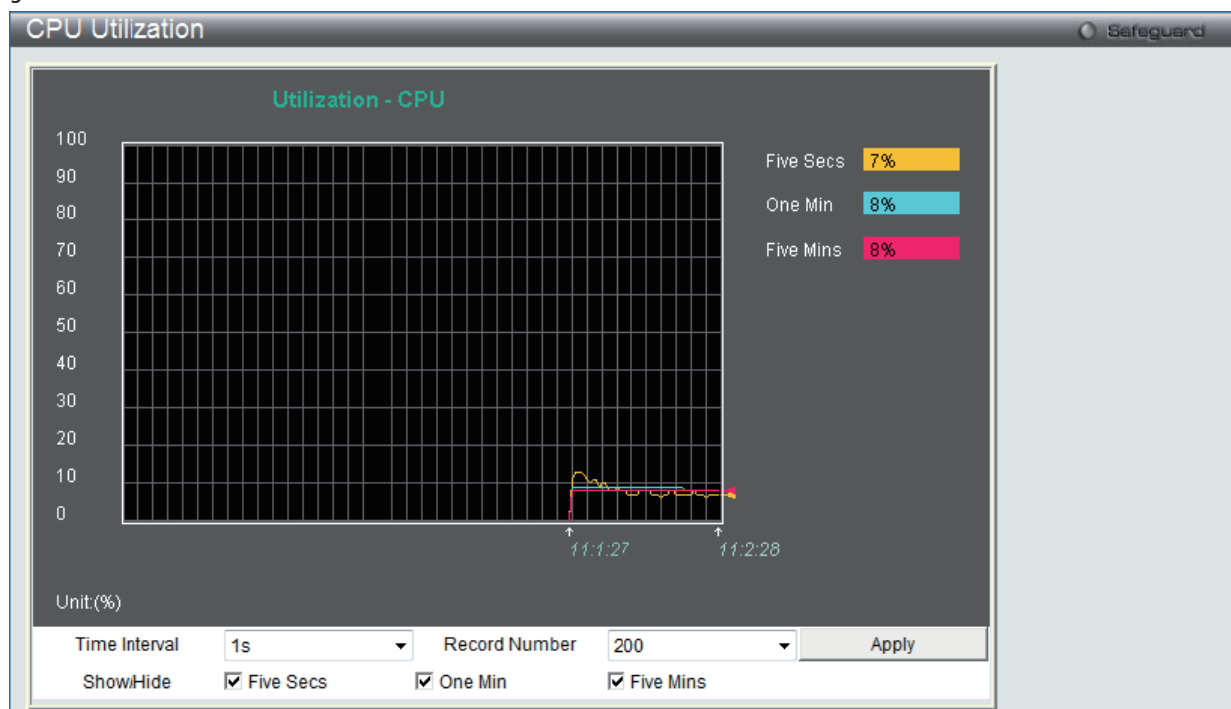 CPU Utilization
Safeguard
Utilization - CPU
100
90
80
70
60
50
40
30
20
10
0
Five Secs 7%
One Min 8%
Five Mins 8%
11:1:27 11:2:28
Unit:(%)
Time Interval 1s Record Number 200 Apply
Show/Hide Five Secs One Min Five Mins